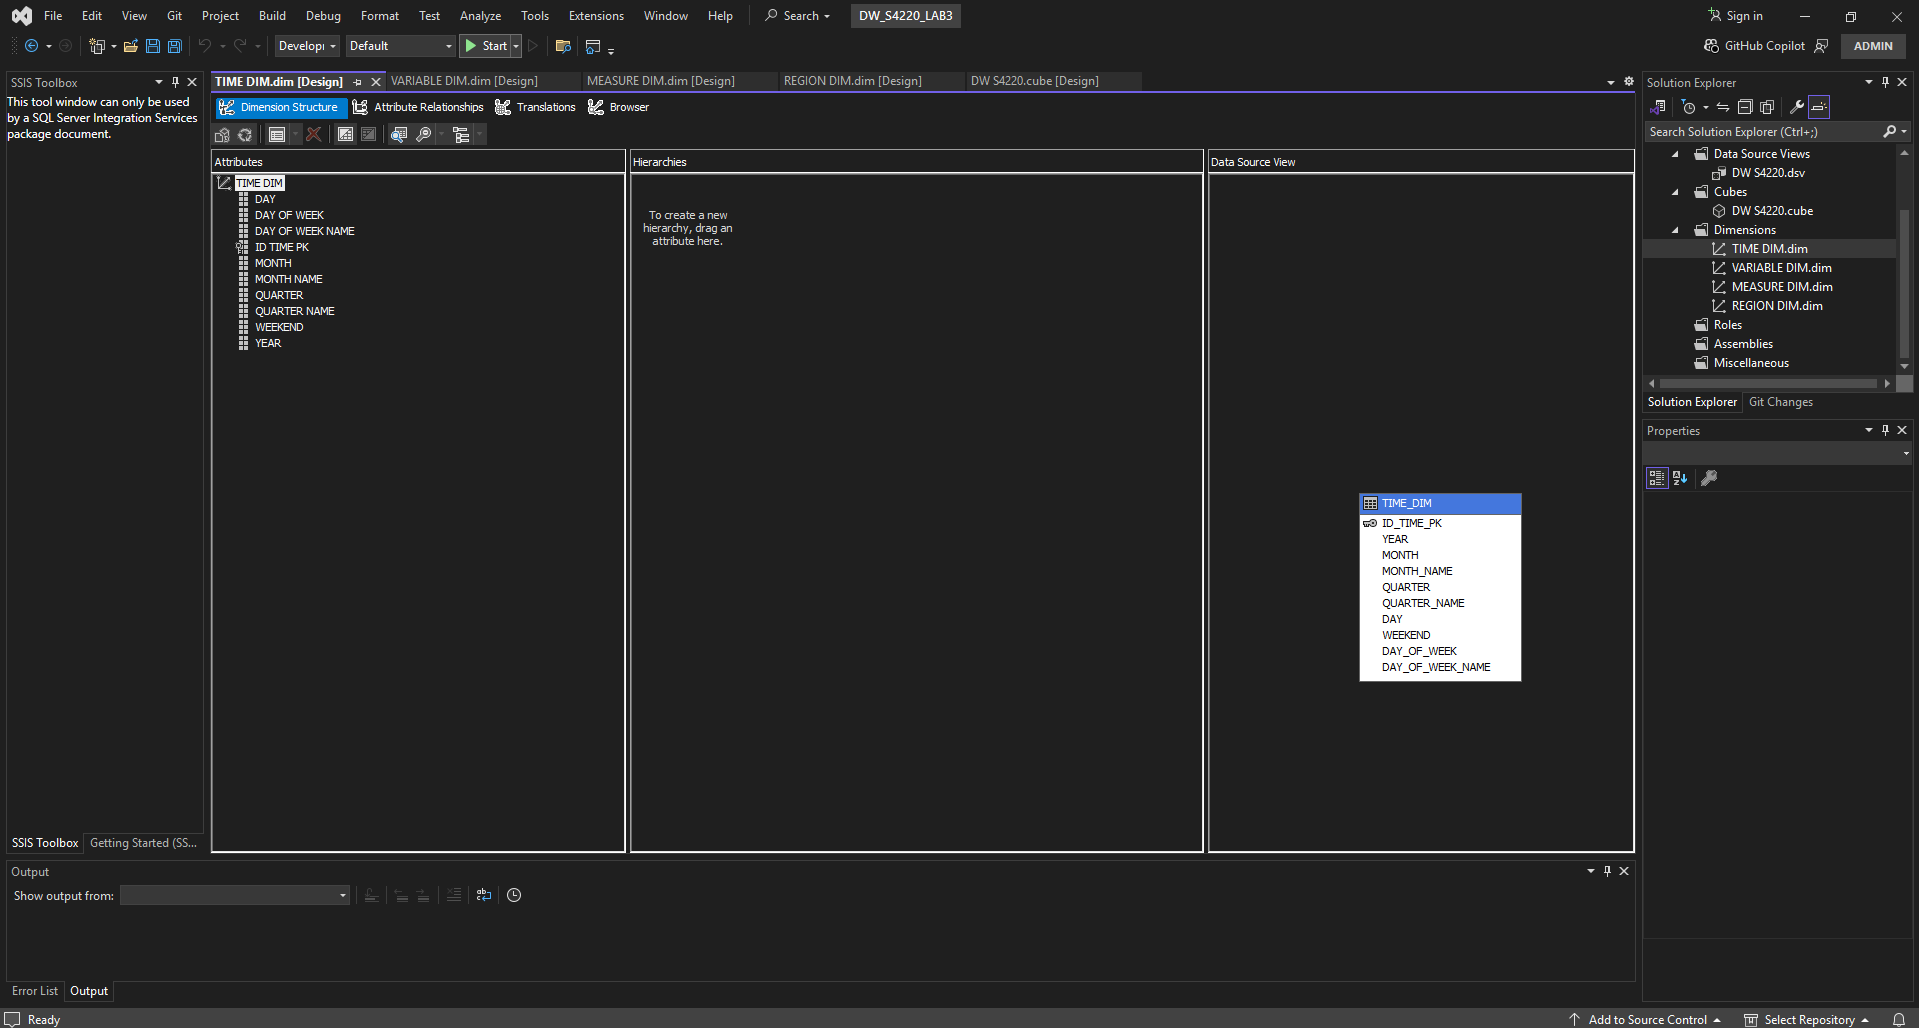 File Edit View Git Project Build Debug Format Test Analyze Tools Extensions Window Help Search DW_S4220_LAB3 Sign in
Developi Default Start GitHub Copilot ADMIN
SSIS Toolbox
This tool window can only be used
by a SQL Server Integration Services
package document.
SSIS Toolbox Getting Started (SS...
TIME DIM.dim [Design] VARIABLE DIM.dim [Design] MEASURE DIM.dim [Design] REGION DIM.dim [Design] DW S4220.cube [Design]
Dimension Structure Attribute Relationships Translations Browser
Attributes
TIME DIM
DAY
DAY OF WEEK
DAY OF WEEK NAME
ID TIME PK
MONTH
MONTH NAME
QUARTER
QUARTER NAME
WEEKEND
YEAR
Hierarchies
To create a new
hierarchy, drag an
attribute here.
Data Source View
TIME_DIM
ID_TIME_PK
YEAR
MONTH
MONTH_NAME
QUARTER
QUARTER_NAME
DAY
WEEKEND
DAY_OF_WEEK
DAY_OF_WEEK_NAME
Solution Explorer
Search Solution Explorer (Ctrl+;)
Data Source Views
DW S4220.dsv
Cubes
DW S4220.cube
Dimensions
TIME DIM.dim
VARIABLE DIM.dim
MEASURE DIM.dim
REGION DIM.dim
Roles
Assemblies
Miscellaneous
Solution Explorer Git Changes
Properties
Output
Show output from:
Error List Output
Ready Add to Source Control Select Repository